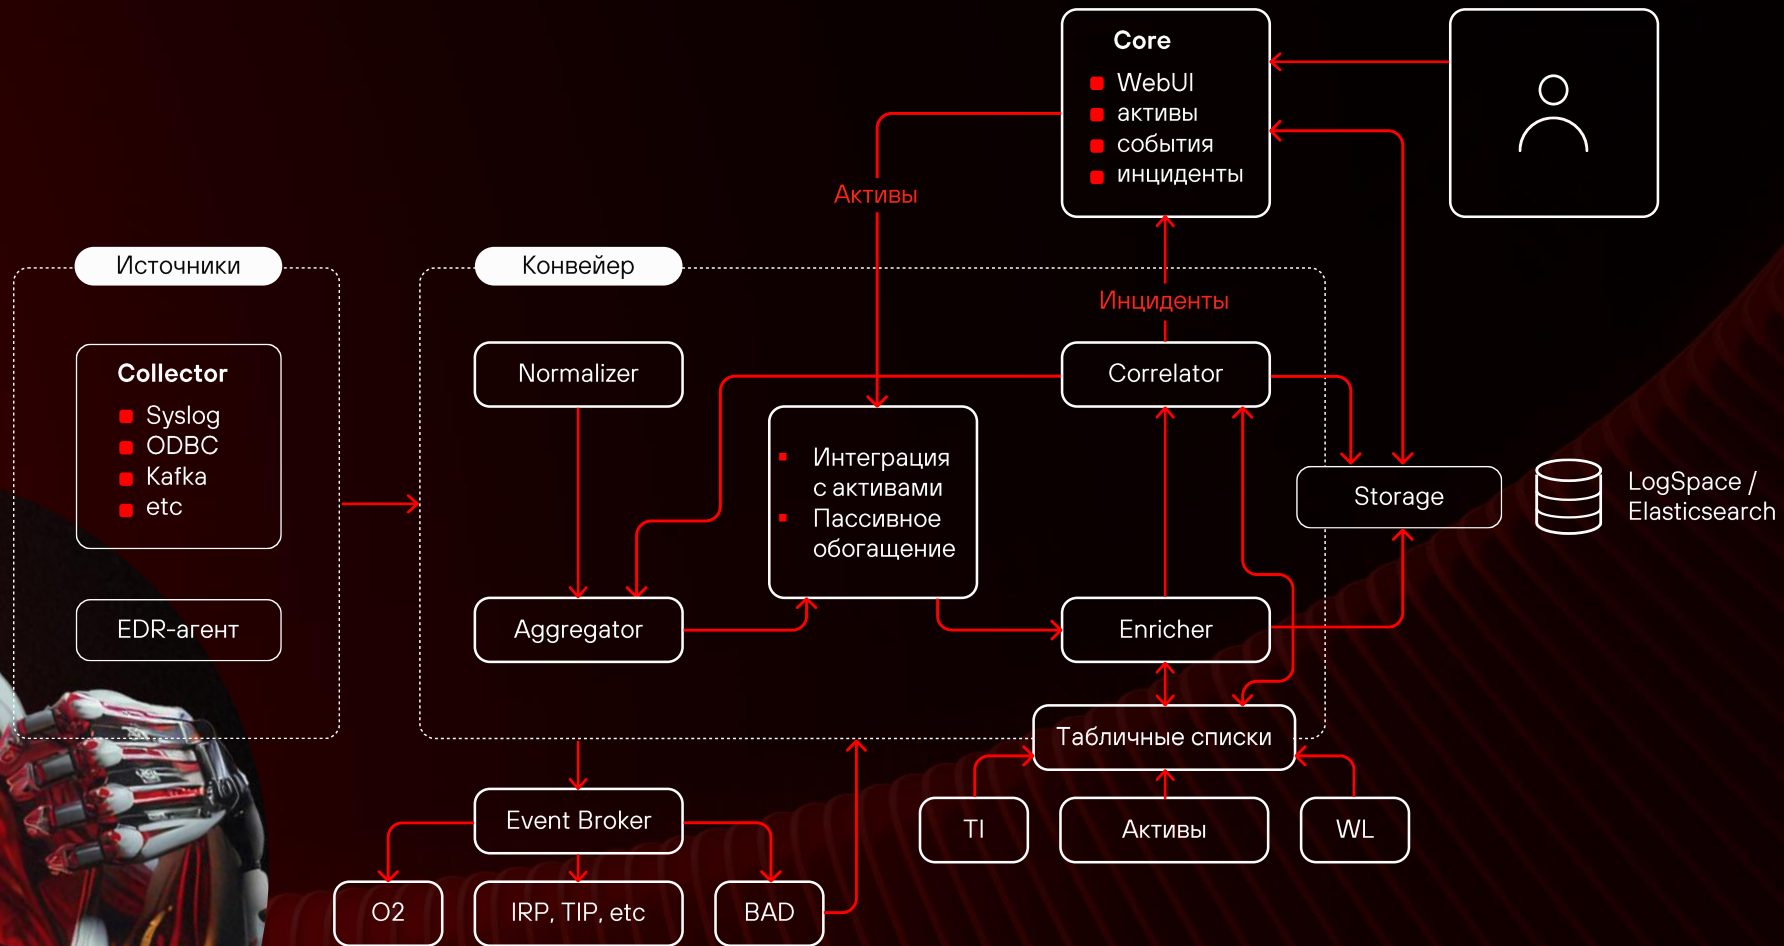 Core
WebUI
активы
события
инциденты
Активы
Источники
Конвейер
Инциденты
Collector
Syslog
ODBC
Kafka
etc
EDR-агент
Normalizer
Correlator
Интеграция
с активами
Пассивное
обогащение
Storage
LogSpace /
Elasticsearch
Aggregator
Enricher
Табличные списки
Event Broker
TI
Активы
WL
O2
IRP, TIP, etc
BAD